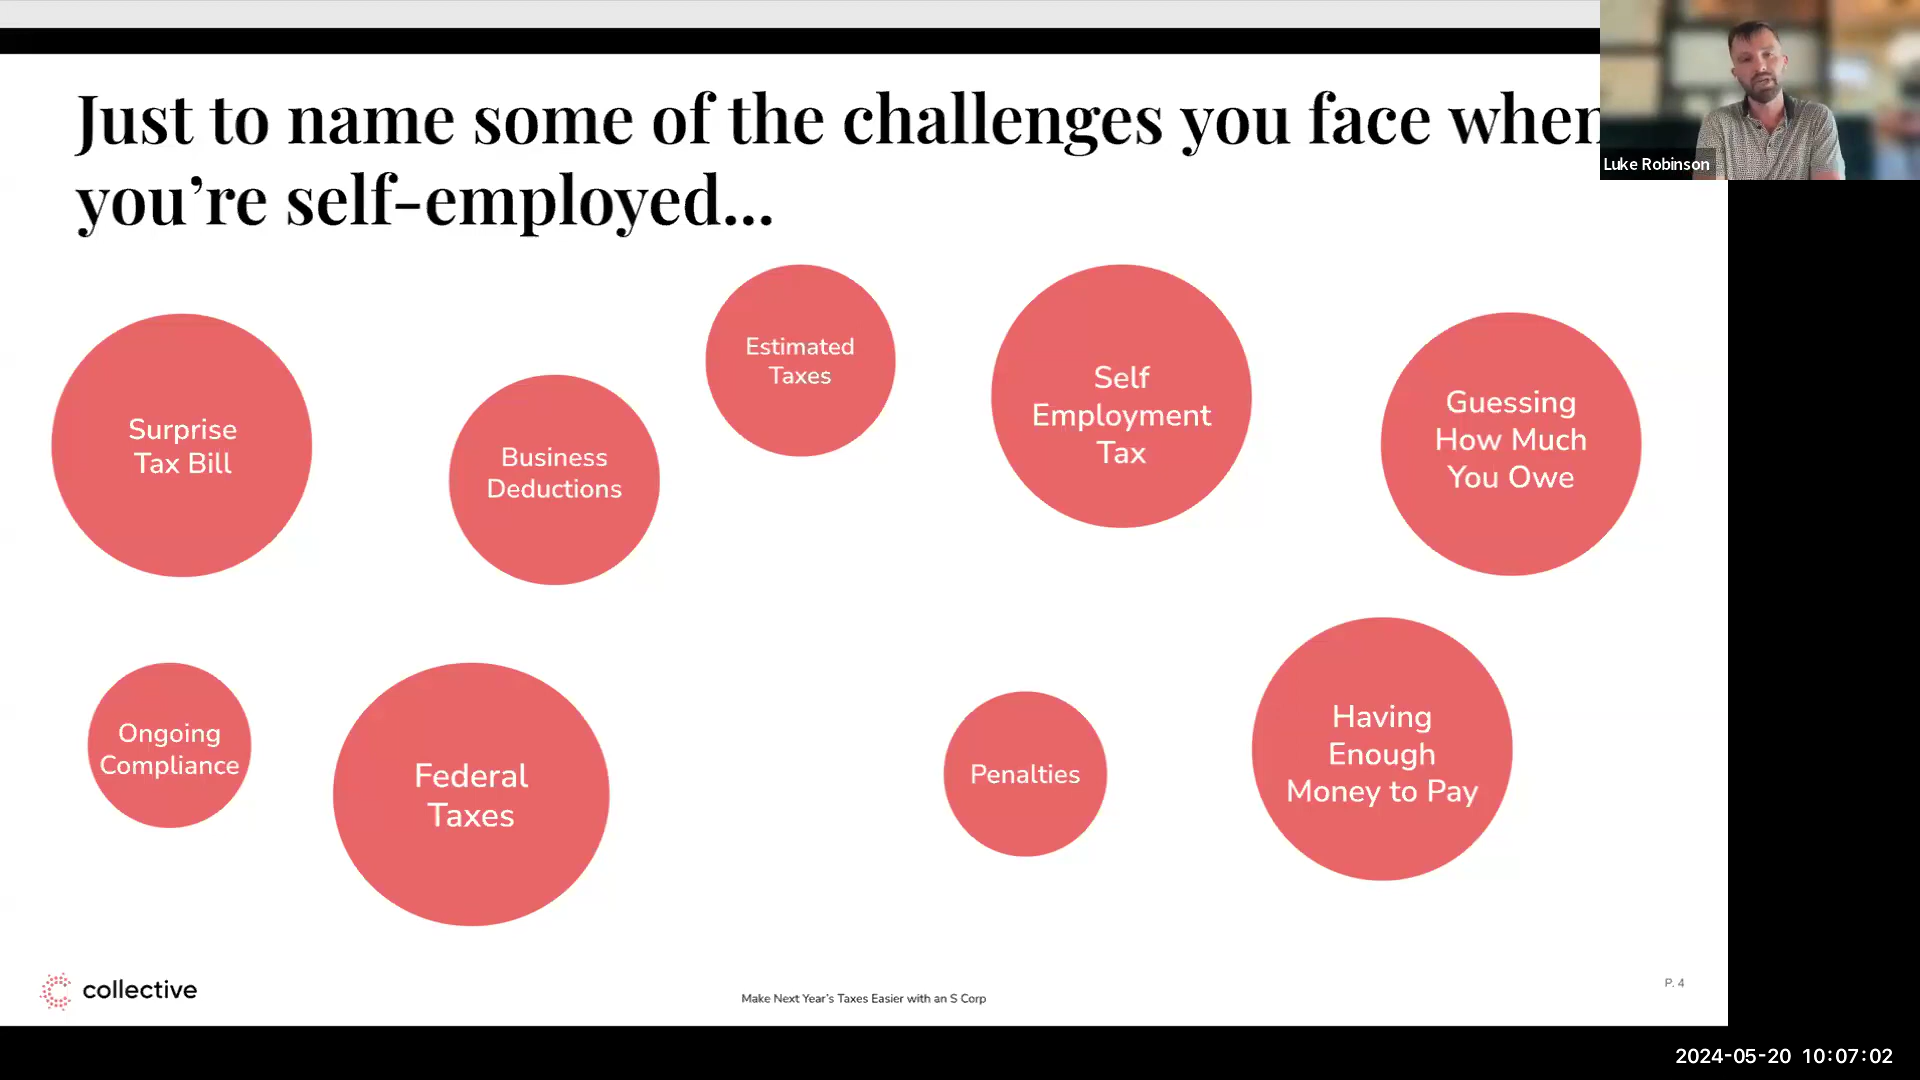 Just to name some of the challenges you face when
you’re self-employed...
Luke Robinson
Estimated
Taxes
Self
Employment
Tax
Guessing
How Much
You Owe
Surprise
Tax Bill
Business
Deductions
Ongoing
Compliance
Federal
Taxes
Penalties
Having
Enough
Money to Pay
collective
Make Next Year’s Taxes Easier with an S Corp
P. 4
2024-05-20 10:07:02